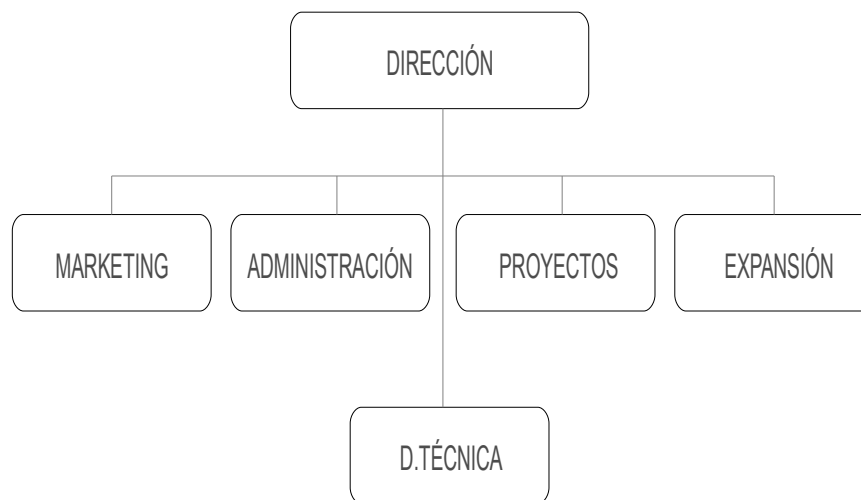 DIRECCIÓN
MARKETING
ADMINISTRACIÓN
PROYECTOS
EXPANSIÓN
D.TÉCNICA